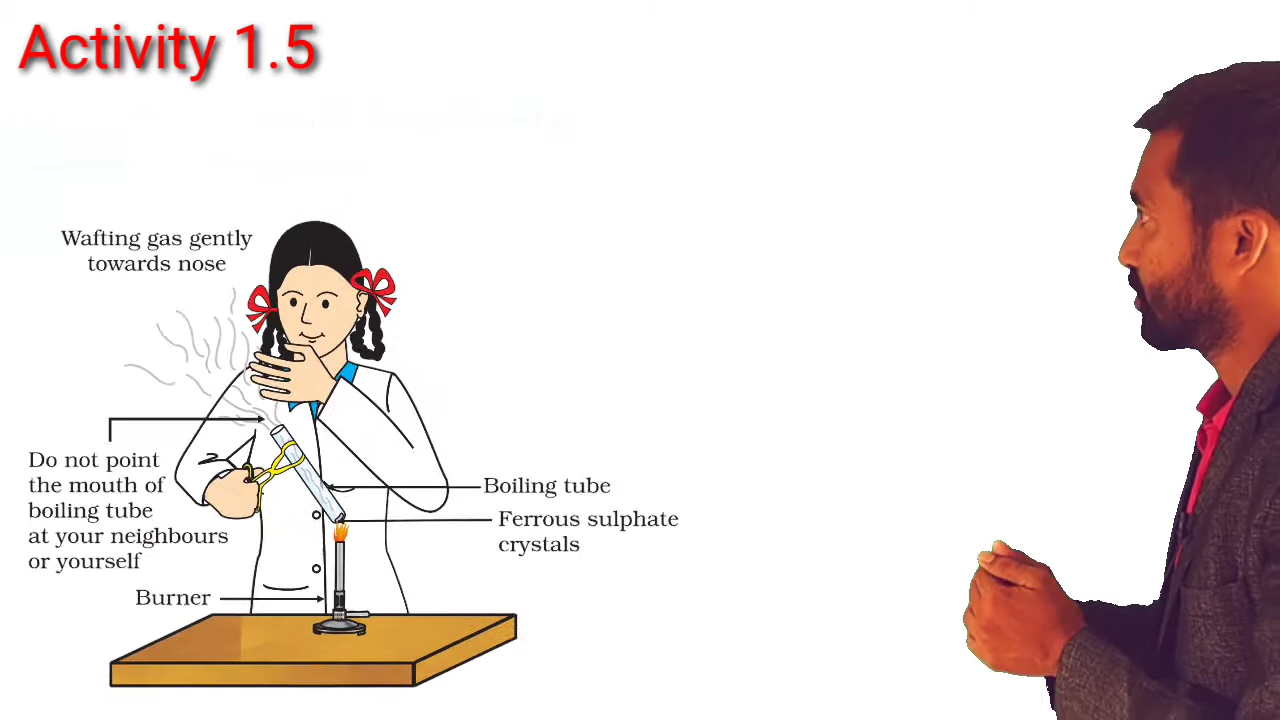 Activity 1.5
Wafting gas gently
towards nose
Do not point
the mouth of
boiling tube
at your neighbours
or yourself
Boiling tube
Ferrous sulphate
crystals
Burner